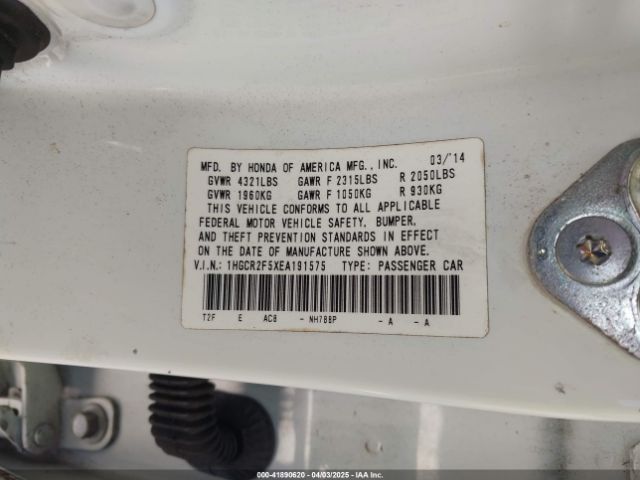 MFD. BY HONDA OF AMERICA MFG., INC. 03/'14
GVWR 4321LBS GAWR F 2315LBS R 2050LBS
GVWR 1960KG GAWR F 1050KG R 930KG
THIS VEHICLE CONFORMS TO ALL APPLICABLE
FEDERAL MOTOR VEHICLE SAFETY, BUMPER,
AND THEFT PREVENTION STANDARDS IN EFFECT
ON THE DATE OF MANUFACTURE SHOWN ABOVE.
V.I.N.: 1HGCR2F5XEA191575 TYPE: PASSENGER CAR
T2F E AC8 - NH788P - A - A
000-41890620 - 04/03/2025 - IAAI.com